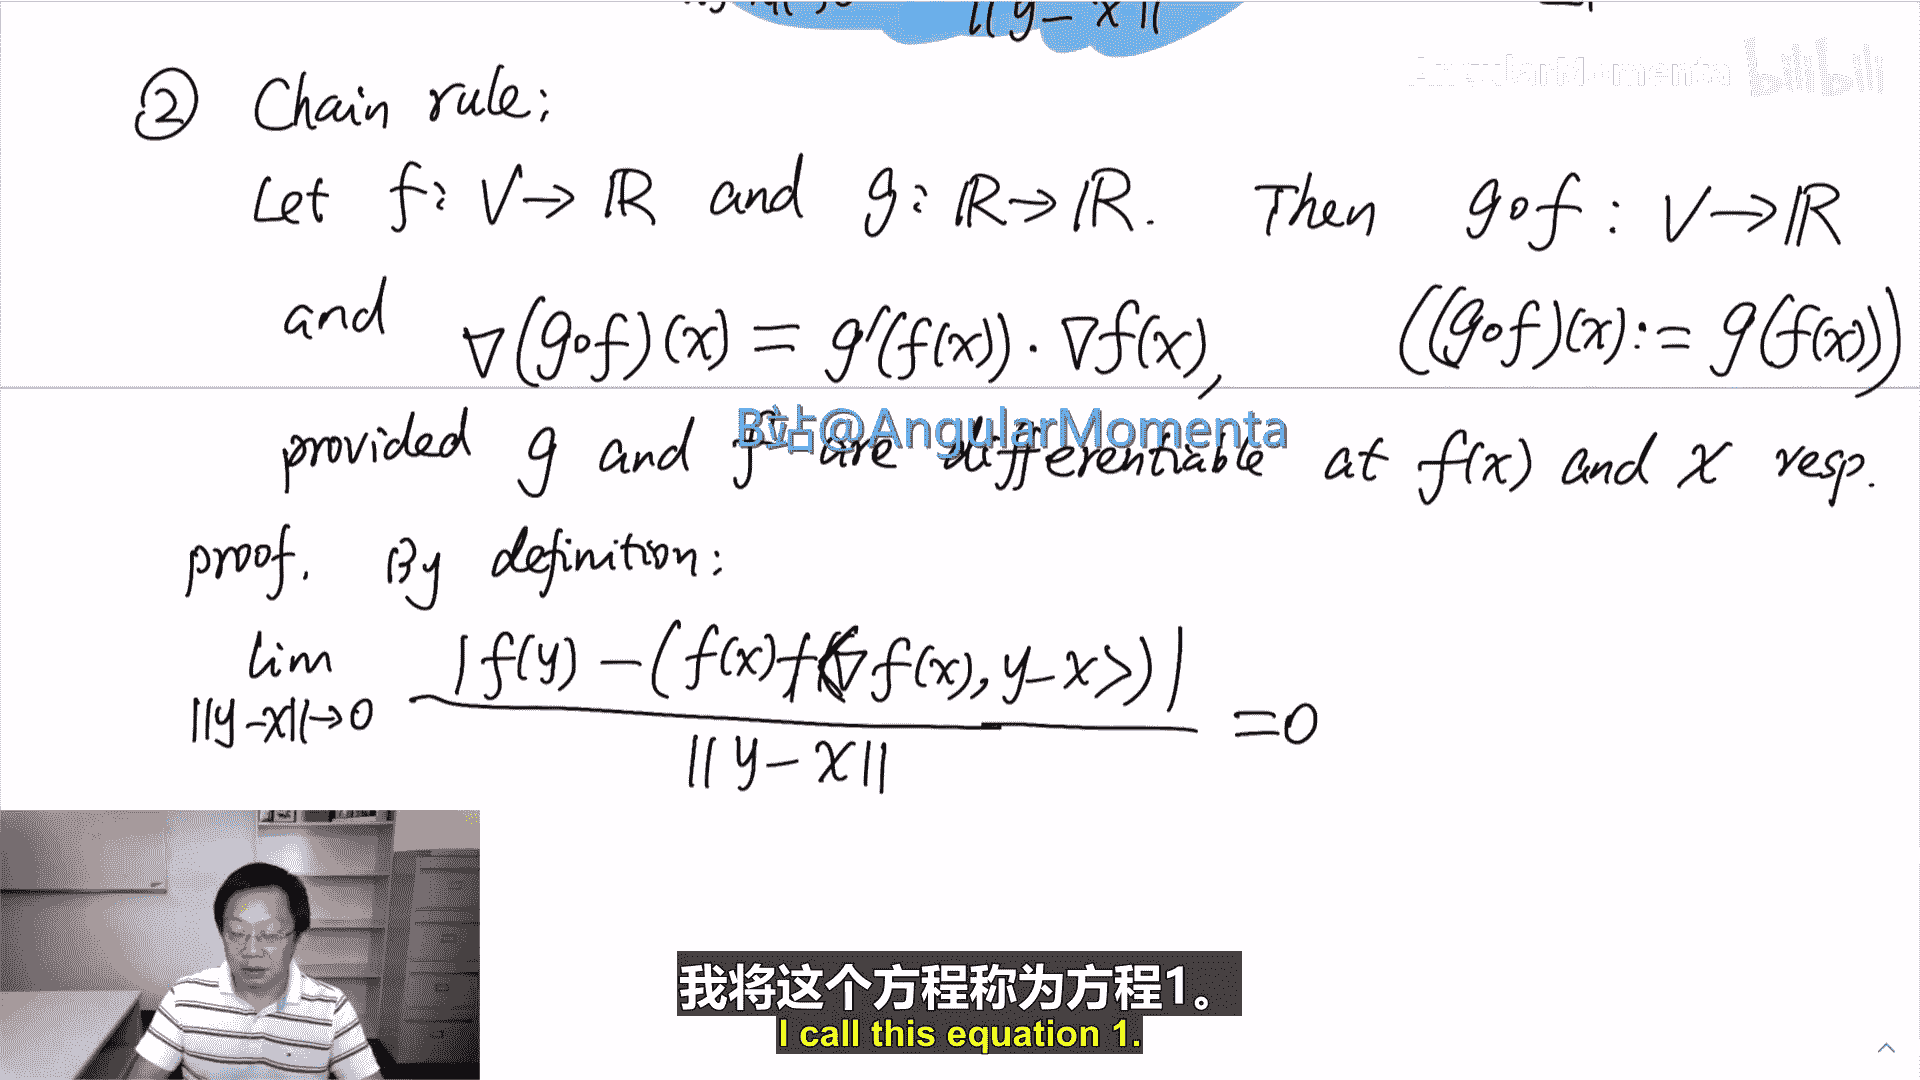 ||y-x||
② Chain rule:
Let f: V→ℝ and g: ℝ→ℝ. Then g∘f : V→ℝ
and ∇(g∘f)(x) = g'(f(x)) · ∇f(x), ((g∘f)(x) := g(f(x)))
provided g and f are differentiable at f(x) and x resp.
proof. By definition:
lim |f(y) - (f(x)+<∇f(x), y-x>)| =0
||y-x||→0 ||y-x||
AngularMomenta bilibili
B站@AngularMomenta
我将这个方程称为方程1。
I call this equation 1.